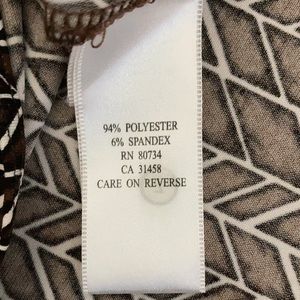 94% POLYESTER
6% SPANDEX
RN 80734
CA 31458
CARE ON REVERSE